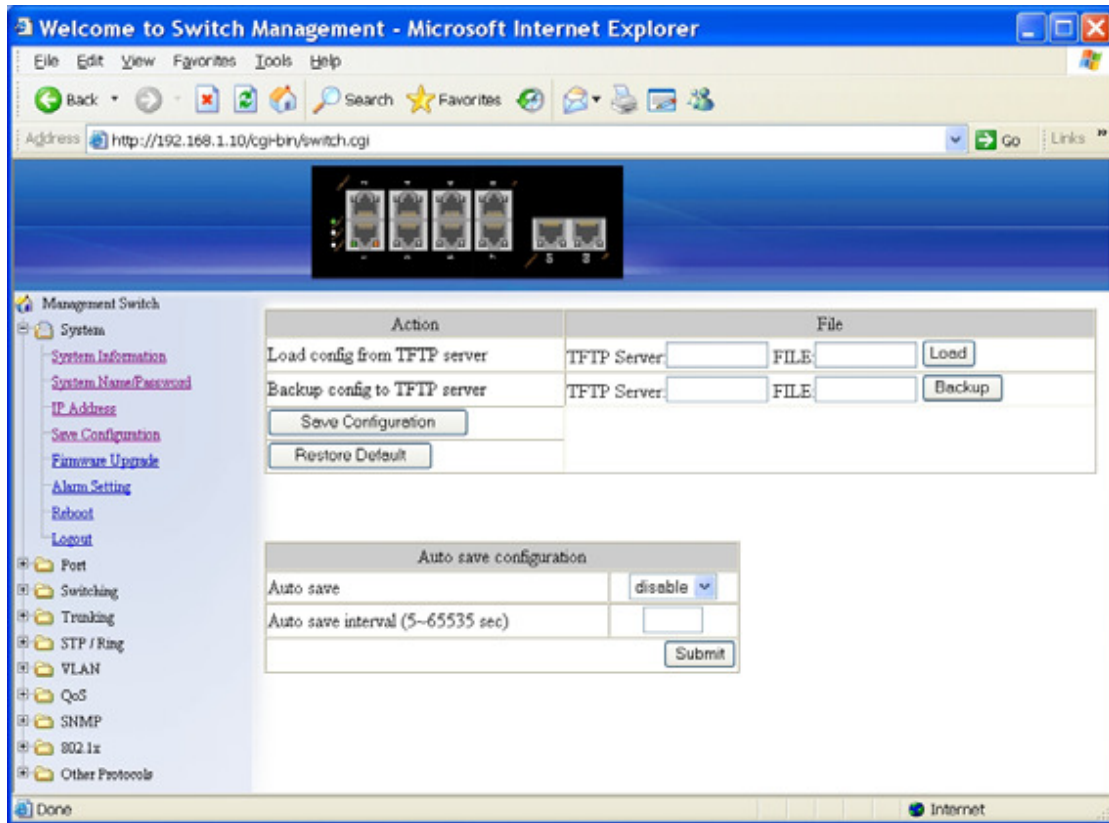 Welcome to Switch Management - Microsoft Internet Explorer
File Edit View Favorites Tools Help
Back Search Favorites
Address http://192.168.1.10/cgi-bin/switch.cgi Go Links »
Management Switch
System
System Information
System Name/Password
IP Address
Save Configuration
Firmware Upgrade
Alarm Setting
Reboot
Logout
Port
Switching
Trunking
STP / Ring
VLAN
QoS
SNMP
802.1x
Other Protocols
Action File
Load config from TFTP server TFTP Server: FILE: Load
Backup config to TFTP server TFTP Server: FILE: Backup
Save Configuration
Restore Default
Auto save configuration
Auto save disable
Auto save interval (5~65535 sec)
Submit
Done Internet